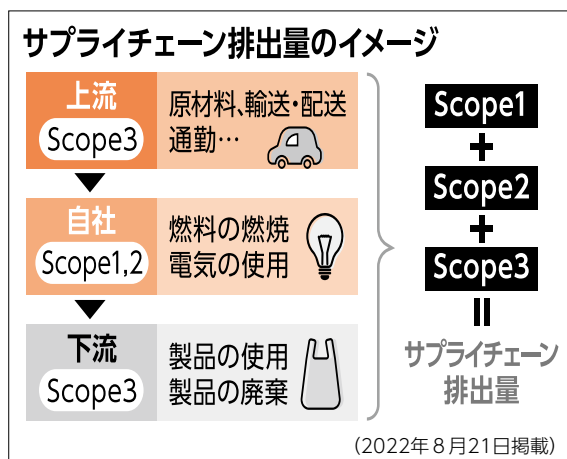 サプライチェーン排出量のイメージ
上流
Scope3
原材料、輸送・配送
通勤…
自社
Scope1,2
燃料の燃焼
電気の使用
下流
Scope3
製品の使用
製品の廃棄
Scope1
+
Scope2
+
Scope3
=
サプライチェーン
排出量
(2022年8月21日掲載)